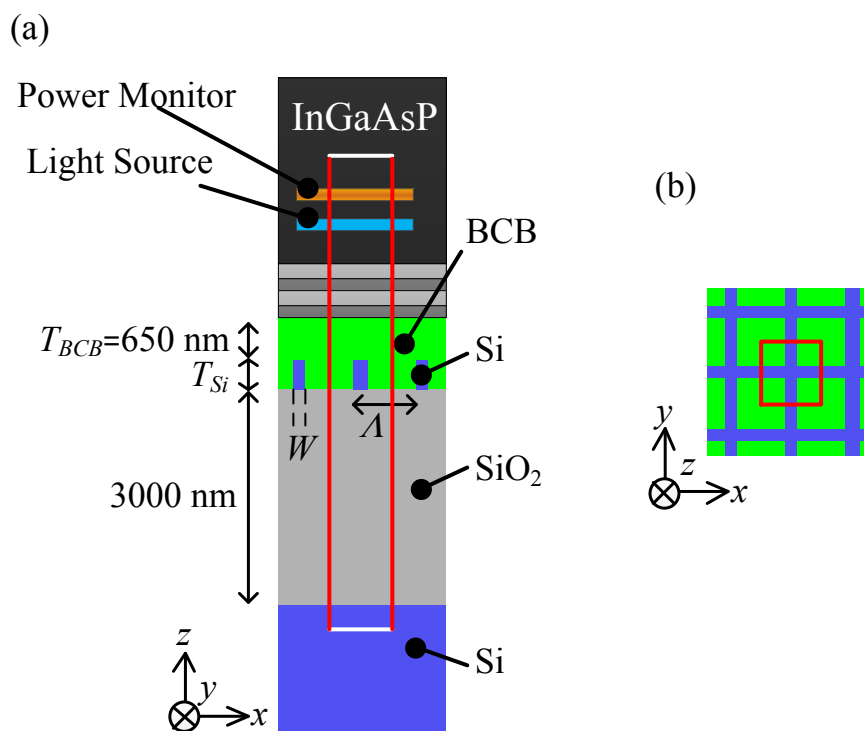 (a)
Power Monitor
InGaAsP
Light Source
(b)
BCB
T_BCB=650 nm
Si
T_Si
Λ
W
y
SiO₂
z
x
3000 nm
z
Si
y
x